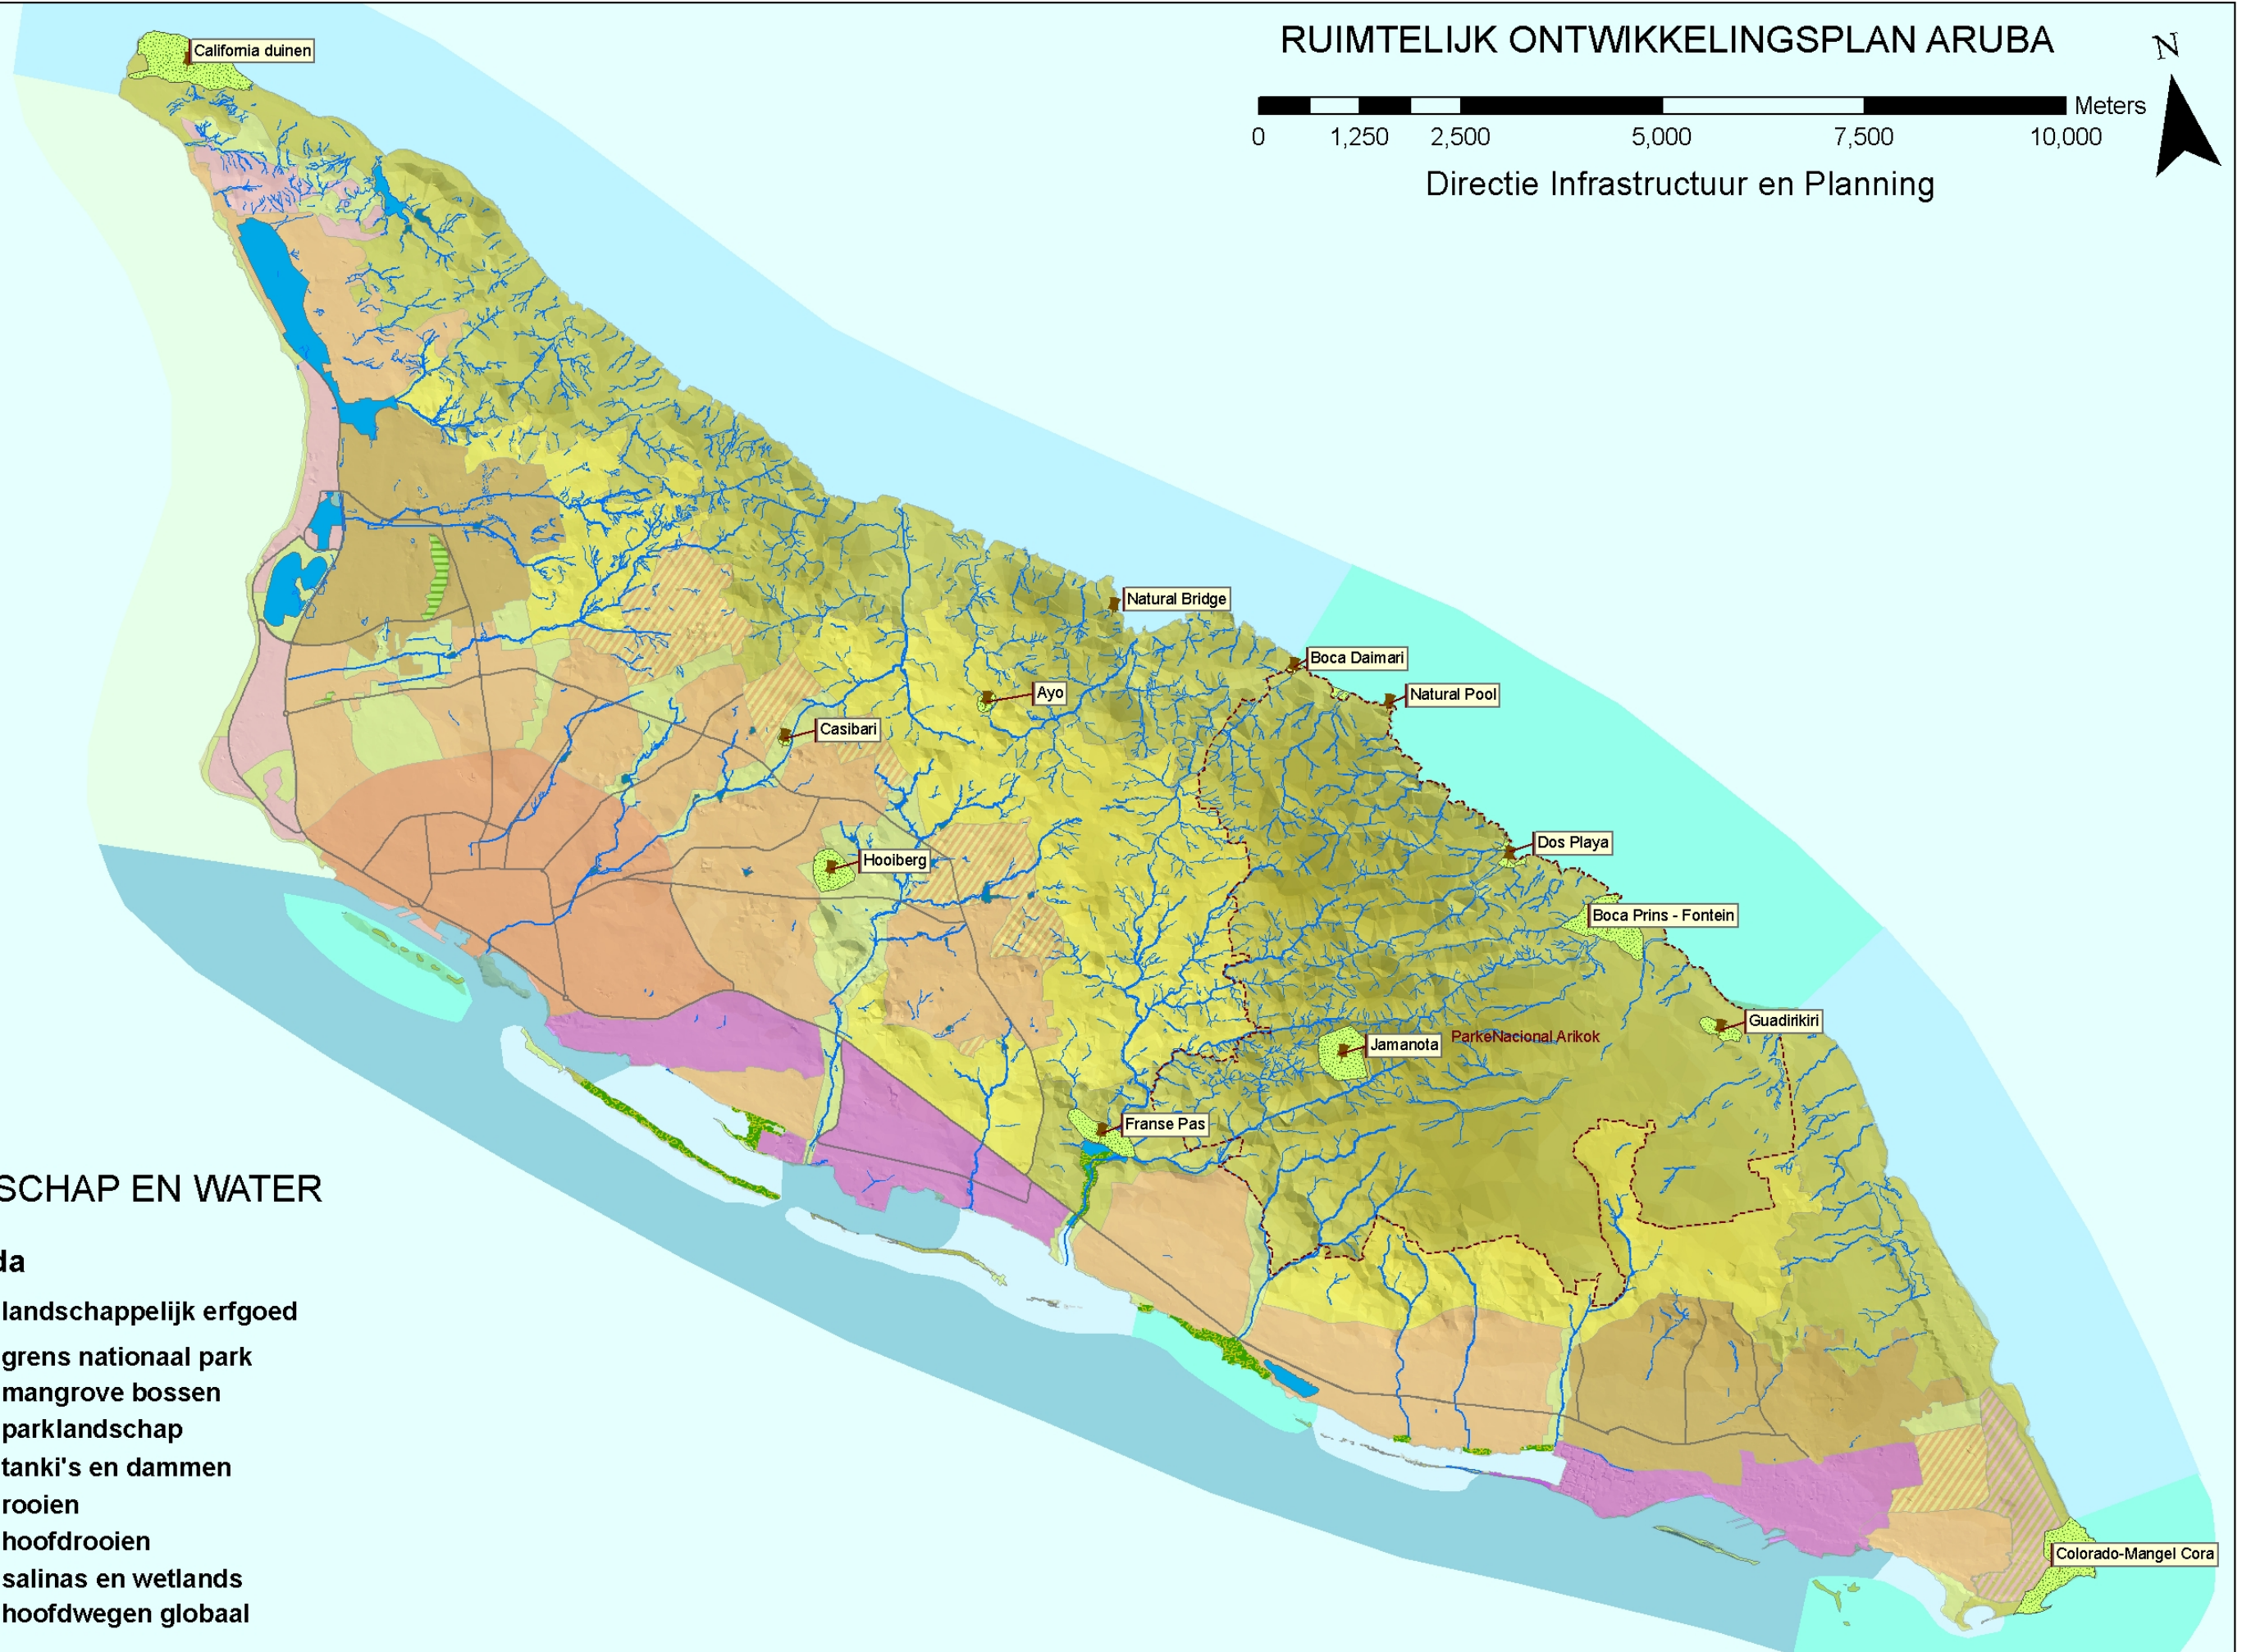 RUIMTELIJK ONTWIKKELINGSPLAN ARUBA
N
Meters
0 1,250 2,500 5,000 7,500 10,000
Directie Infrastructuur en Planning
California duinen
Natural Bridge
Boca Daimari
Natural Pool
Ayo
Casibari
Dos Playa
Hooiberg
Boca Prins - Fontein
Guadirikiri
ParkeNacional Arikok
Jamanota
Franse Pas
Colorado-Mangel Cora
SCHAP EN WATER
da
landschappelijk erfgoed
grens nationaal park
mangrove bossen
parklandschap
tanki's en dammen
rooien
hoofdrooien
salinas en wetlands
hoofdwegen globaal